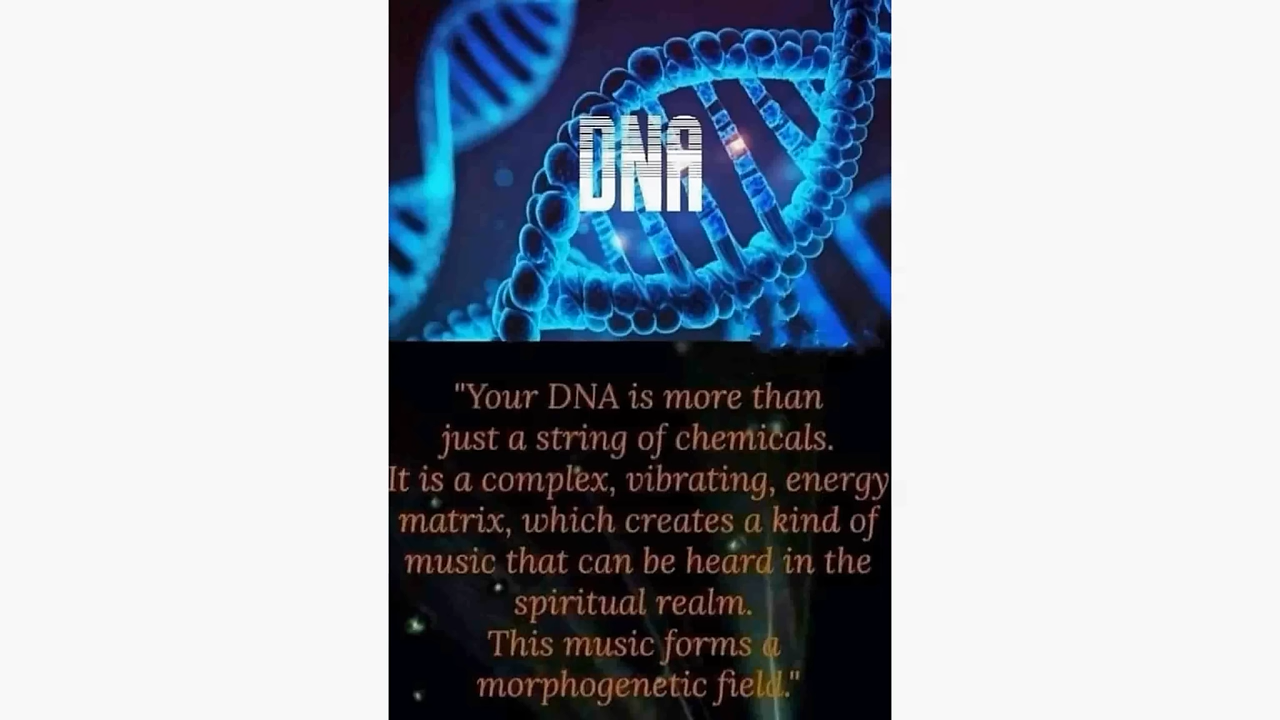 DNA
"Your DNA is more than
just a string of chemicals.
It is a complex, vibrating, energy
matrix, which creates a kind of
music that can be heard in the
spiritual realm.
This music forms a
morphogenetic field."